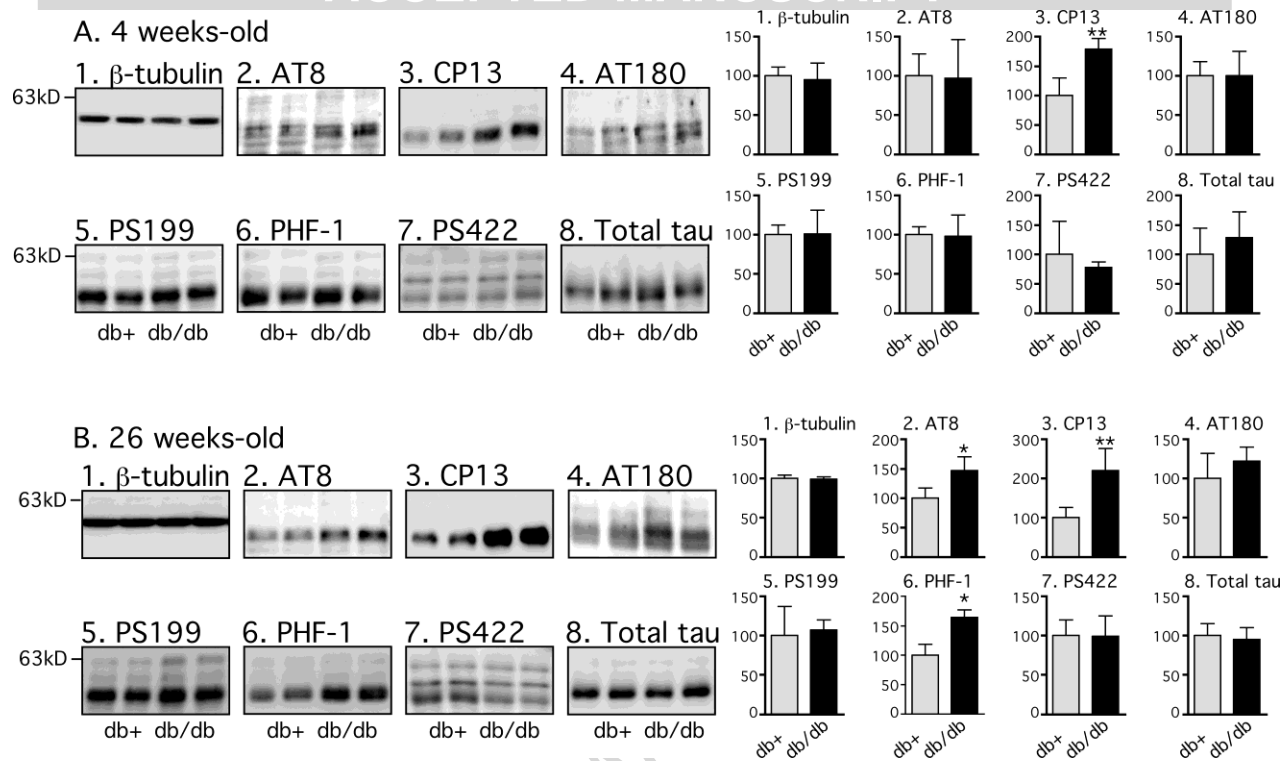 ACCEPTED MANUSCRIPT
A. 4 weeks-old
1. β-tubulin 2. AT8 3. CP13 4. AT180
63kD
5. PS199 6. PHF-1 7. PS422 8. Total tau
63kD
db+ db/db db+ db/db db+ db/db db+ db/db
1. β-tubulin 2. AT8 3. CP13 4. AT180
150 100 50 0
150 100 50 0
200 150 100 50 0 **
150 100 50 0
5. PS199 6. PHF-1 7. PS422 8. Total tau
150 100 50 0
150 100 50 0
200 150 100 50 0
200 150 100 50 0
db+ db/db db+ db/db db+ db/db db+ db/db
B. 26 weeks-old
1. β-tubulin 2. AT8 3. CP13 4. AT180
63kD
5. PS199 6. PHF-1 7. PS422 8. Total tau
63kD
db+ db/db db+ db/db db+ db/db db+ db/db
1. β-tubulin 2. AT8 3. CP13 4. AT180
150 100 50 0
200 150 100 50 0 *
300 200 100 0 **
150 100 50 0
5. PS199 6. PHF-1 7. PS422 8. Total tau
150 100 50 0
200 150 100 50 0 *
150 100 50 0
150 100 50 0
db+ db/db db+ db/db db+ db/db db+ db/db